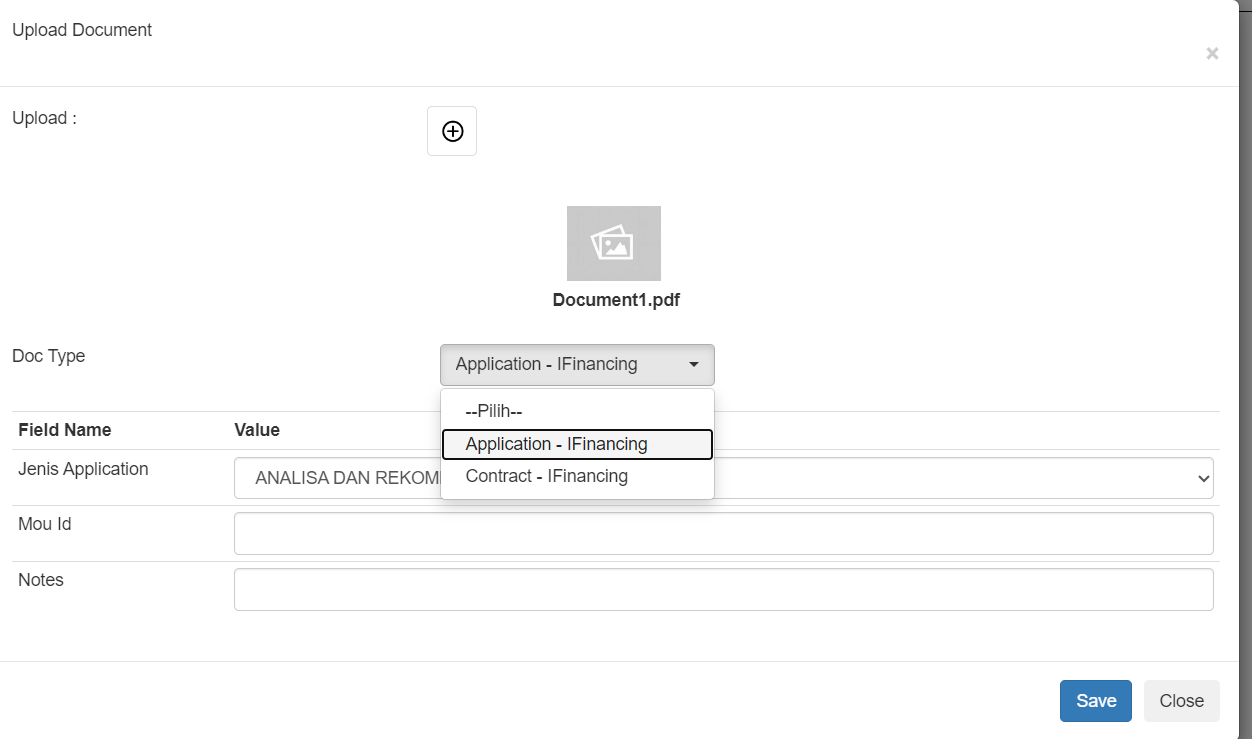 Upload Document
×
Upload :
Document1.pdf
Doc Type
Application - IFinancing
--Pilih--
Application - IFinancing
Contract - IFinancing
Field Name Value
Jenis Application ANALISA DAN
Mou Id
Notes
Save Close